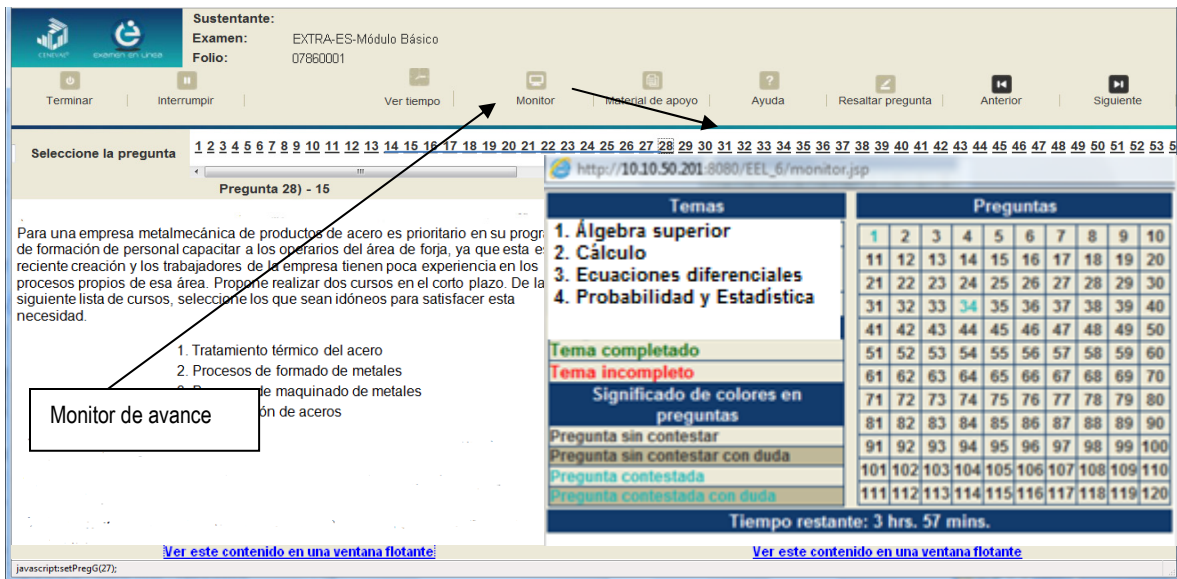 Sustentante:
Examen: EXTRA-ES-Módulo Básico
Folio: 07860001
CENEVAL
examen en línea
Terminar Interrumpir Ver tiempo Monitor Material de apoyo Ayuda Resaltar pregunta Anterior Siguiente
Seleccione la pregunta 1 2 3 4 5 6 7 8 9 10 11 12 13 14 15 16 17 18 19 20 21 22 23 24 25 26 27 28 29 30 31 32 33 34 35 36 37 38 39 40 41 42 43 44 45 46 47 48 49 50 51 52 53 5
Pregunta 28) - 15
Para una empresa metalmecánica de productos de acero es prioritario en su progr
de formación de personal capacitar a los operarios del área de forja, ya que esta e
reciente creación y los trabajadores de la empresa tienen poca experiencia en los
procesos propios de esa área. Propone realizar dos cursos en el corto plazo. De la
siguiente lista de cursos, seleccione los que sean idóneos para satisfacer esta
necesidad.
1. Tratamiento térmico del acero
2. Procesos de formado de metales
de maquinado de metales
ón de aceros
Monitor de avance
http://10.10.50.201:8080/EEL_6/monitor.jsp
Temas
1. Álgebra superior
2. Cálculo
3. Ecuaciones diferenciales
4. Probabilidad y Estadística
Tema completado
Tema incompleto
Significado de colores en
preguntas
Pregunta sin contestar
Pregunta sin contestar con duda
Pregunta contestada
Pregunta contestada con duda
Preguntas
1 2 3 4 5 6 7 8 9 10
11 12 13 14 15 16 17 18 19 20
21 22 23 24 25 26 27 28 29 30
31 32 33 34 35 36 37 38 39 40
41 42 43 44 45 46 47 48 49 50
51 52 53 54 55 56 57 58 59 60
61 62 63 64 65 66 67 68 69 70
71 72 73 74 75 76 77 78 79 80
81 82 83 84 85 86 87 88 89 90
91 92 93 94 95 96 97 98 99 100
101 102 103 104 105 106 107 108 109 110
111 112 113 114 115 116 117 118 119 120
Tiempo restante: 3 hrs. 57 mins.
Ver este contenido en una ventana flotante
Ver este contenido en una ventana flotante
javascript:setPregG(27);